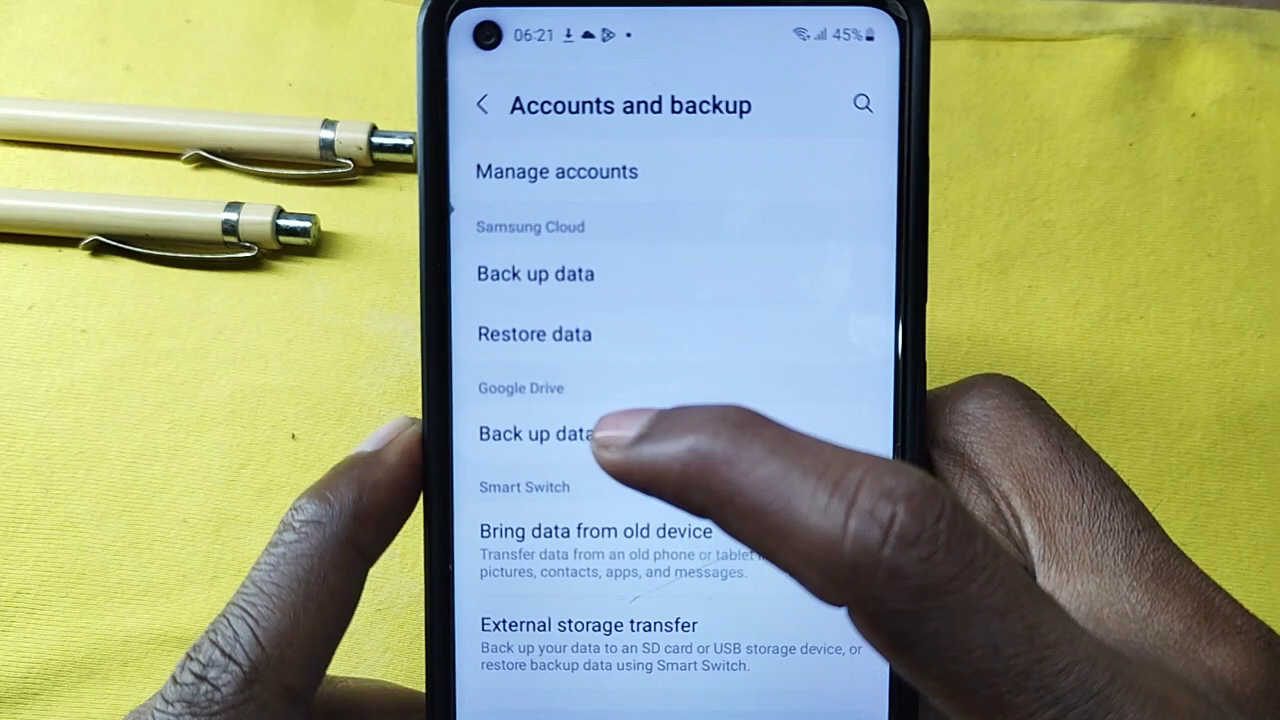 06:21 45%
Accounts and backup
Manage accounts
Samsung Cloud
Back up data
Restore data
Google Drive
Back up data
Smart Switch
Bring data from old device
Transfer data from an old phone or tablet
pictures, contacts, apps, and messages.
External storage transfer
Back up your data to an SD card or USB storage device, or
restore backup data using Smart Switch.